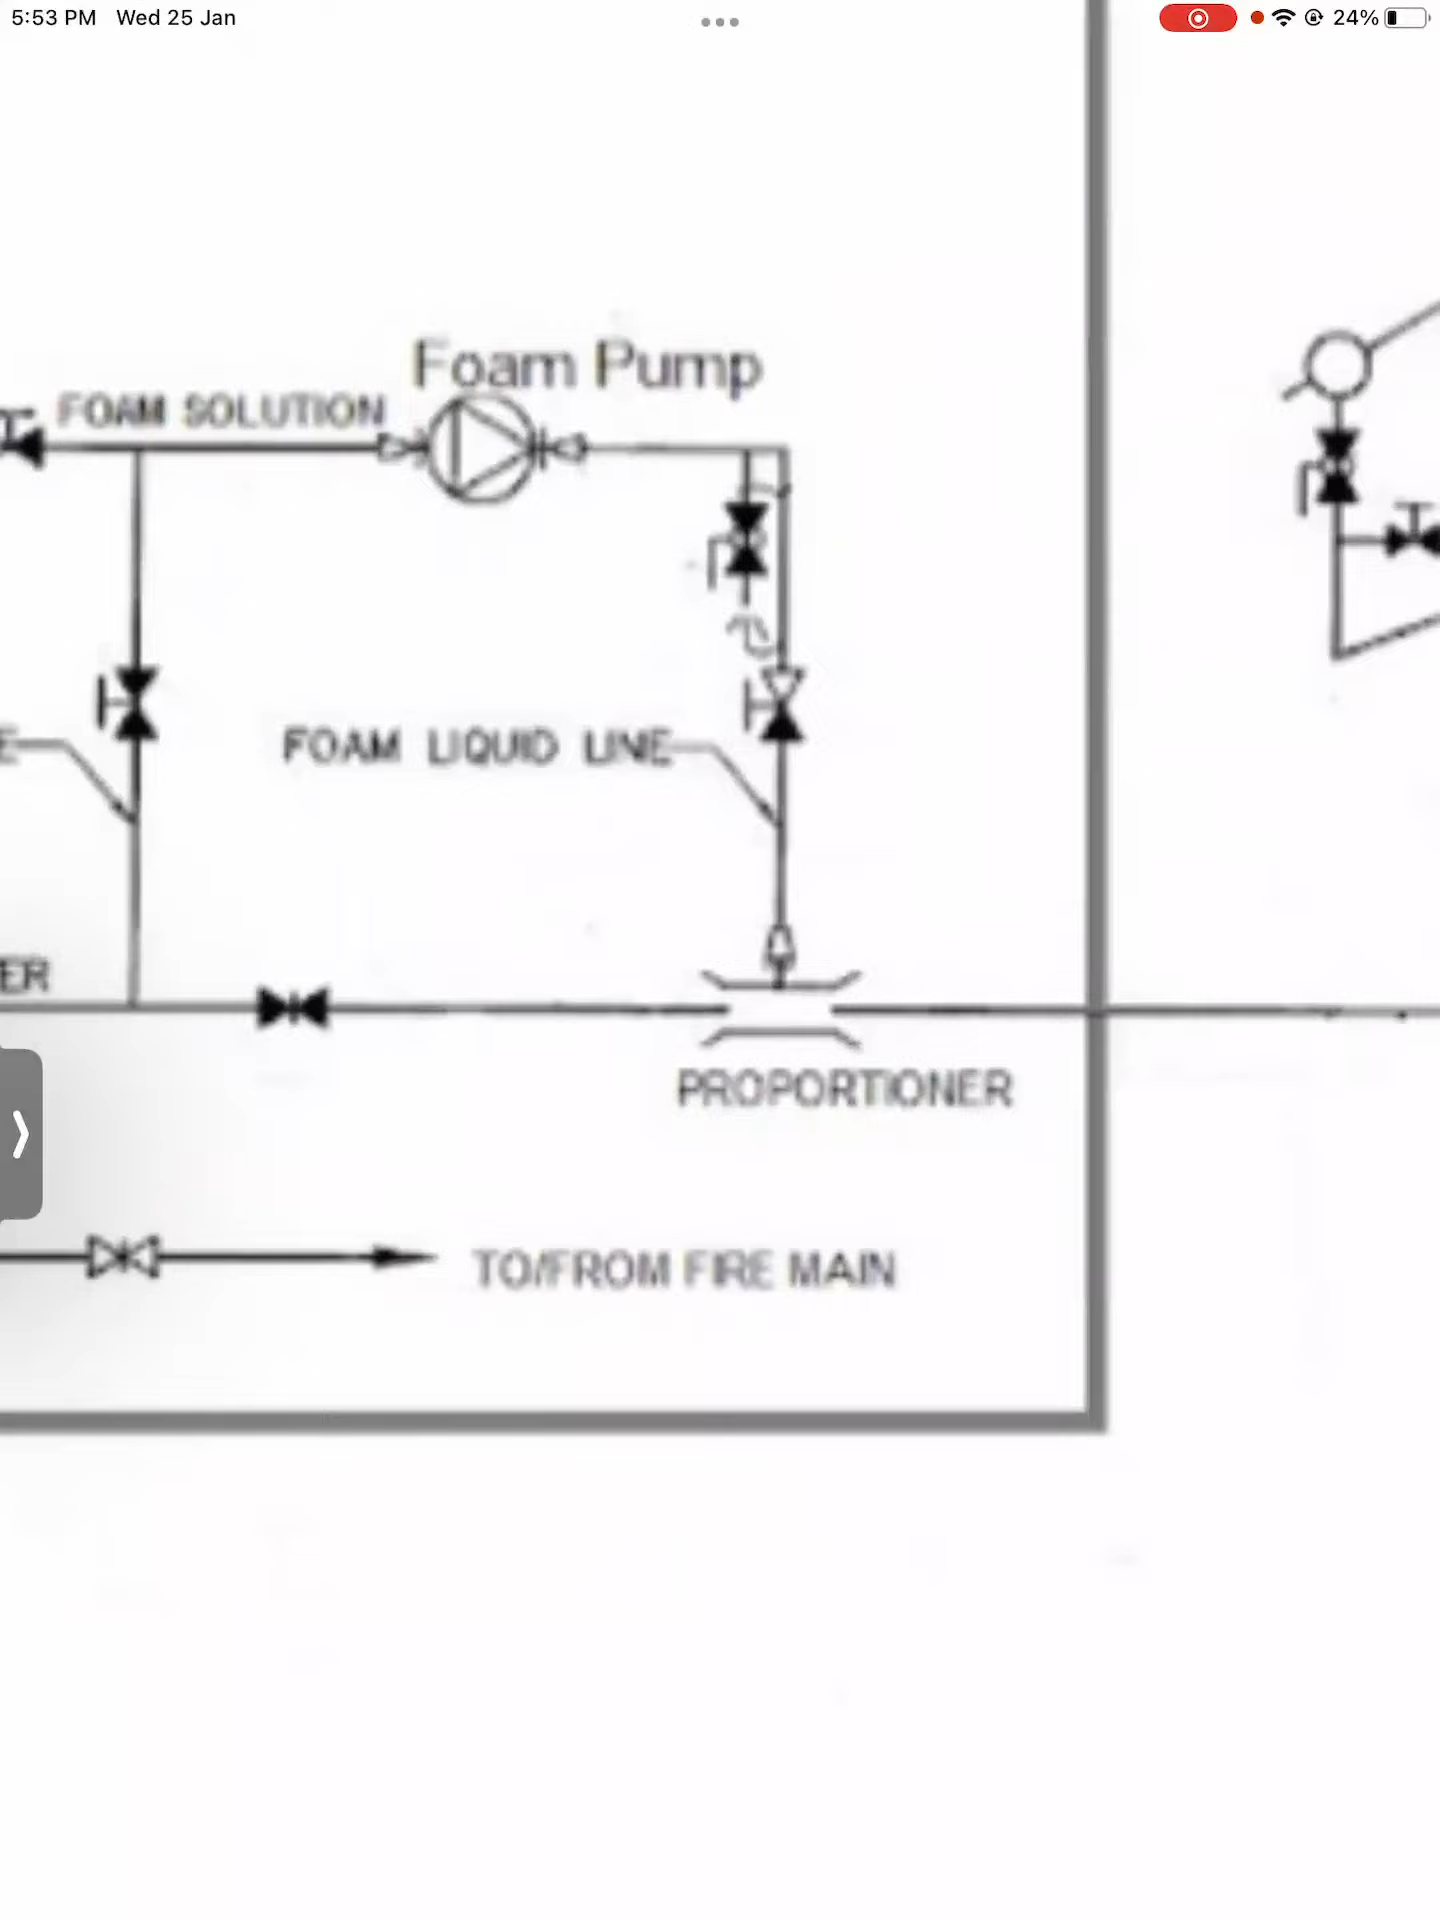 5:53 PM Wed 25 Jan
24%
Foam Pump
FOAM SOLUTION
E
FOAM LIQUID LINE
ER
PROPORTIONER
TO/FROM FIRE MAIN